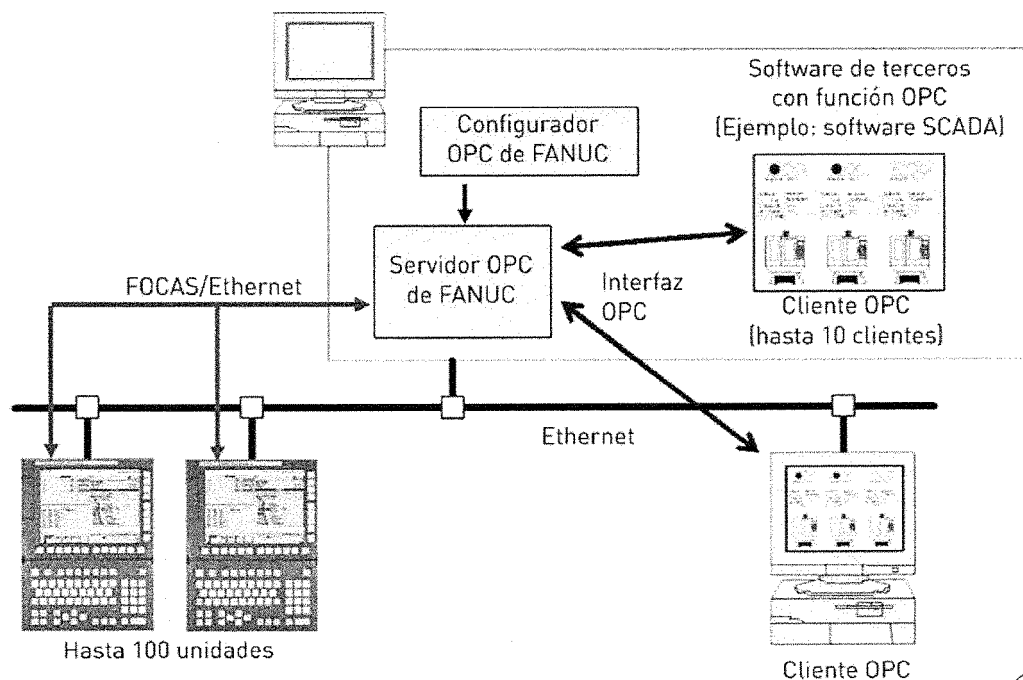 Software de terceros
con función OPC
(Ejemplo: software SCADA)
Configurador
OPC de FANUC
Servidor OPC
de FANUC
FOCAS/Ethernet
Interfaz
OPC
Cliente OPC
(hasta 10 clientes)
Ethernet
Hasta 100 unidades
Cliente OPC